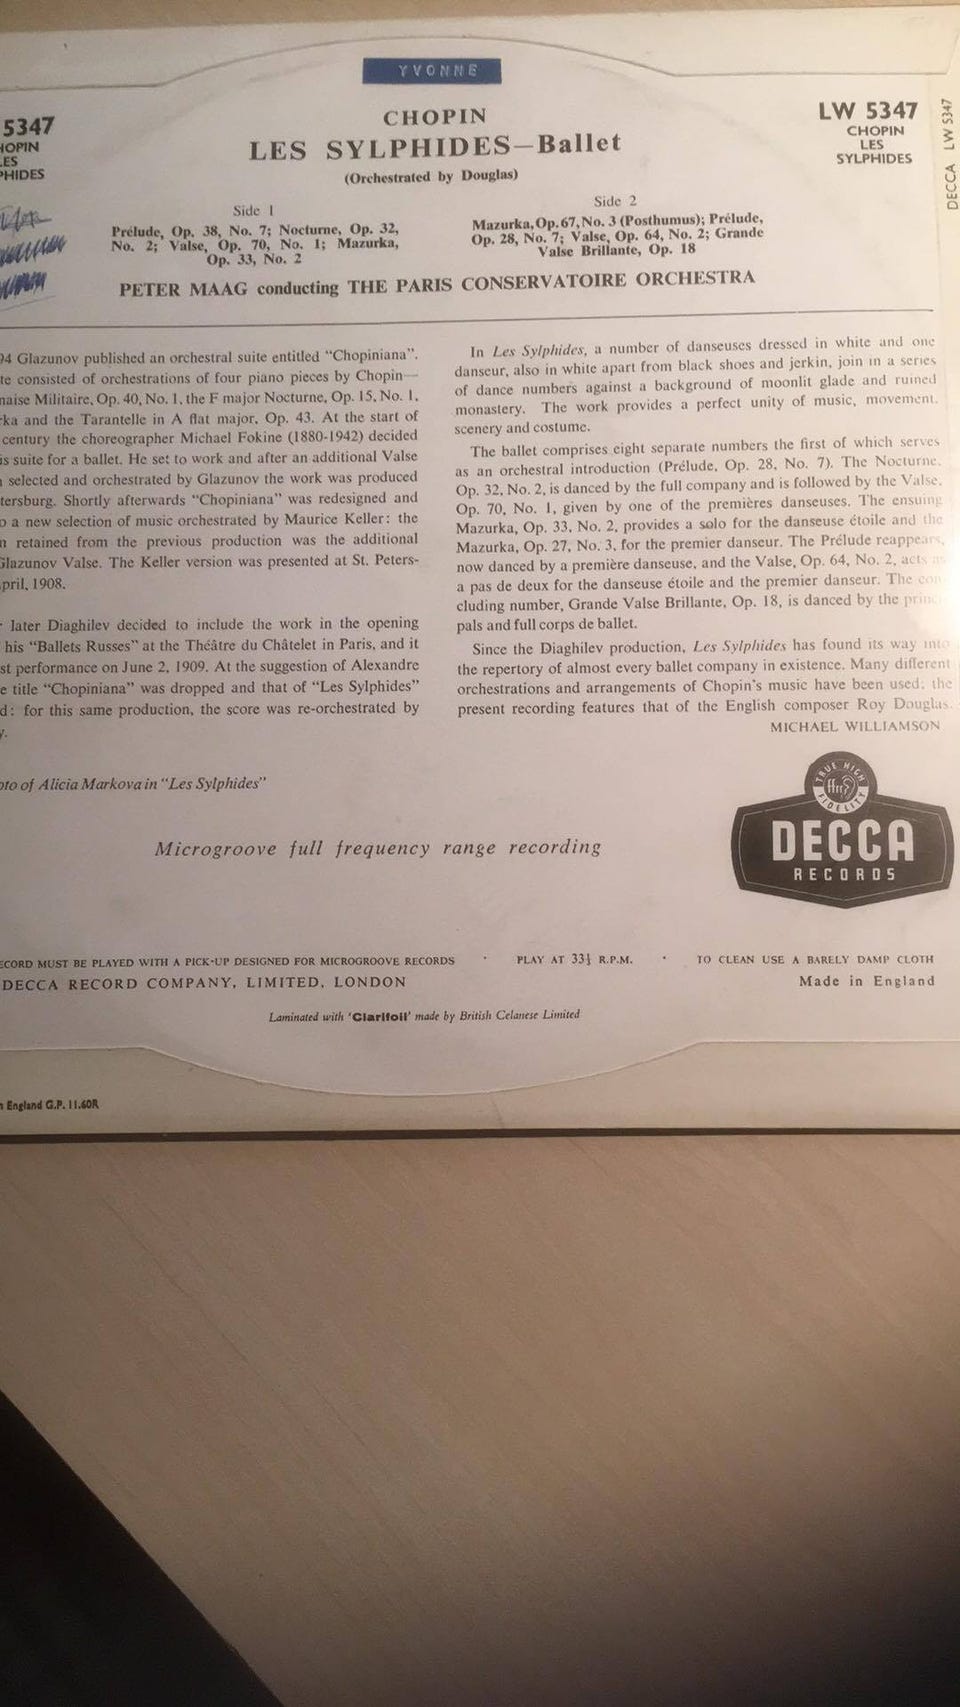 YVONNE
5347
HOPIN
LES
PHIDES
CHOPIN
LES SYLPHIDES—Ballet
(Orchestrated by Douglas)
LW 5347
CHOPIN
LES
SYLPHIDES
DECCA LW 5347
Side 1
Prélude, Op. 38, No. 7; Nocturne, Op. 32,
No. 2; Valse, Op. 70, No. 1; Mazurka,
Op. 33, No. 2
Side 2
Mazurka, Op. 67, No. 3 (Posthumus); Prélude,
Op. 28, No. 7; Valse, Op. 64, No. 2; Grande
Valse Brillante, Op. 18
PETER MAAG conducting THE PARIS CONSERVATOIRE ORCHESTRA
94 Glazunov published an orchestral suite entitled "Chopiniana".
te consisted of orchestrations of four piano pieces by Chopin—
naise Militaire, Op. 40, No. 1, the F major Nocturne, Op. 15, No. 1,
rka and the Tarantelle in A flat major, Op. 43. At the start of
century the choreographer Michael Fokine (1880-1942) decided
is suite for a ballet. He set to work and after an additional Valse
selected and orchestrated by Glazunov the work was produced
tersburg. Shortly afterwards "Chopiniana" was redesigned and
o a new selection of music orchestrated by Maurice Keller: the
n retained from the previous production was the additional
Glazunov Valse. The Keller version was presented at St. Peters-
pril, 1908.
later Diaghilev decided to include the work in the opening
his "Ballets Russes" at the Théâtre du Châtelet in Paris, and it
st performance on June 2, 1909. At the suggestion of Alexandre
e title "Chopiniana" was dropped and that of "Les Sylphides"
d: for this same production, the score was re-orchestrated by
y.
oto of Alicia Markova in "Les Sylphides"
In Les Sylphides, a number of danseuses dressed in white and one
danseur, also in white apart from black shoes and jerkin, join in a series
of dance numbers against a background of moonlit glade and ruined
monastery. The work provides a perfect unity of music, movement,
scenery and costume.
The ballet comprises eight separate numbers the first of which serves
as an orchestral introduction (Prélude, Op. 28, No. 7). The Nocturne,
Op. 32, No. 2, is danced by the full company and is followed by the Valse,
Op. 70, No. 1, given by one of the premières danseuses. The ensuing
Mazurka, Op. 33, No. 2, provides a solo for the danseuse étoile and the
Mazurka, Op. 27, No. 3, for the premier danseur. The Prélude reappears,
now danced by a première danseuse, and the Valse, Op. 64, No. 2, acts as
a pas de deux for the danseuse étoile and the premier danseur. The con-
cluding number, Grande Valse Brillante, Op. 18, is danced by the princi-
pals and full corps de ballet.
Since the Diaghilev production, Les Sylphides has found its way into
the repertory of almost every ballet company in existence. Many different
orchestrations and arrangements of Chopin's music have been used: the
present recording features that of the English composer Roy Douglas.
MICHAEL WILLIAMSON
Microgroove full frequency range recording
TRUE HIGH
ffrr
FIDELITY
DECCA
RECORDS
ECORD MUST BE PLAYED WITH A PICK-UP DESIGNED FOR MICROGROOVE RECORDS · PLAY AT 33⅓ R.P.M. · TO CLEAN USE A BARELY DAMP CLOTH
DECCA RECORD COMPANY, LIMITED, LONDON
Made in England
Laminated with 'Clarifoil' made by British Celanese Limited
n England G.P. 11.60R